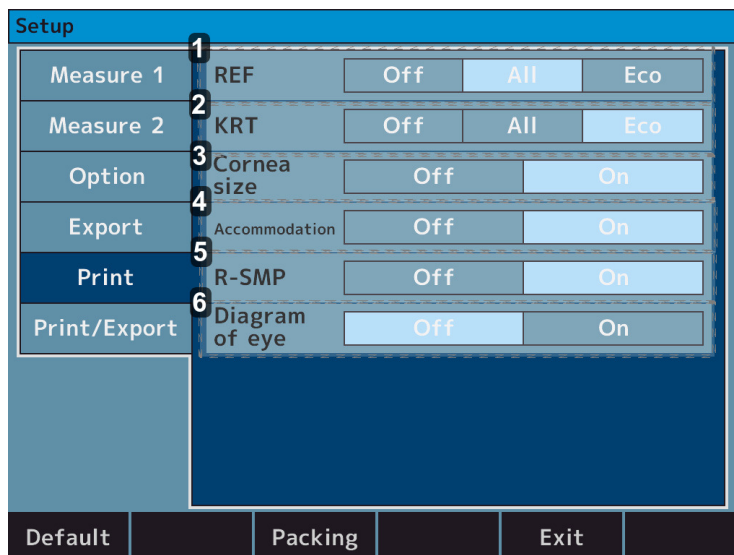 Setup
1
Measure 1 REF Off All Eco
2
Measure 2 KRT Off All Eco
3
Option Cornea size Off On
4
Export Accommodation Off On
5
Print R-SMP Off On
6
Print/Export Diagram of eye Off On
Default Packing Exit